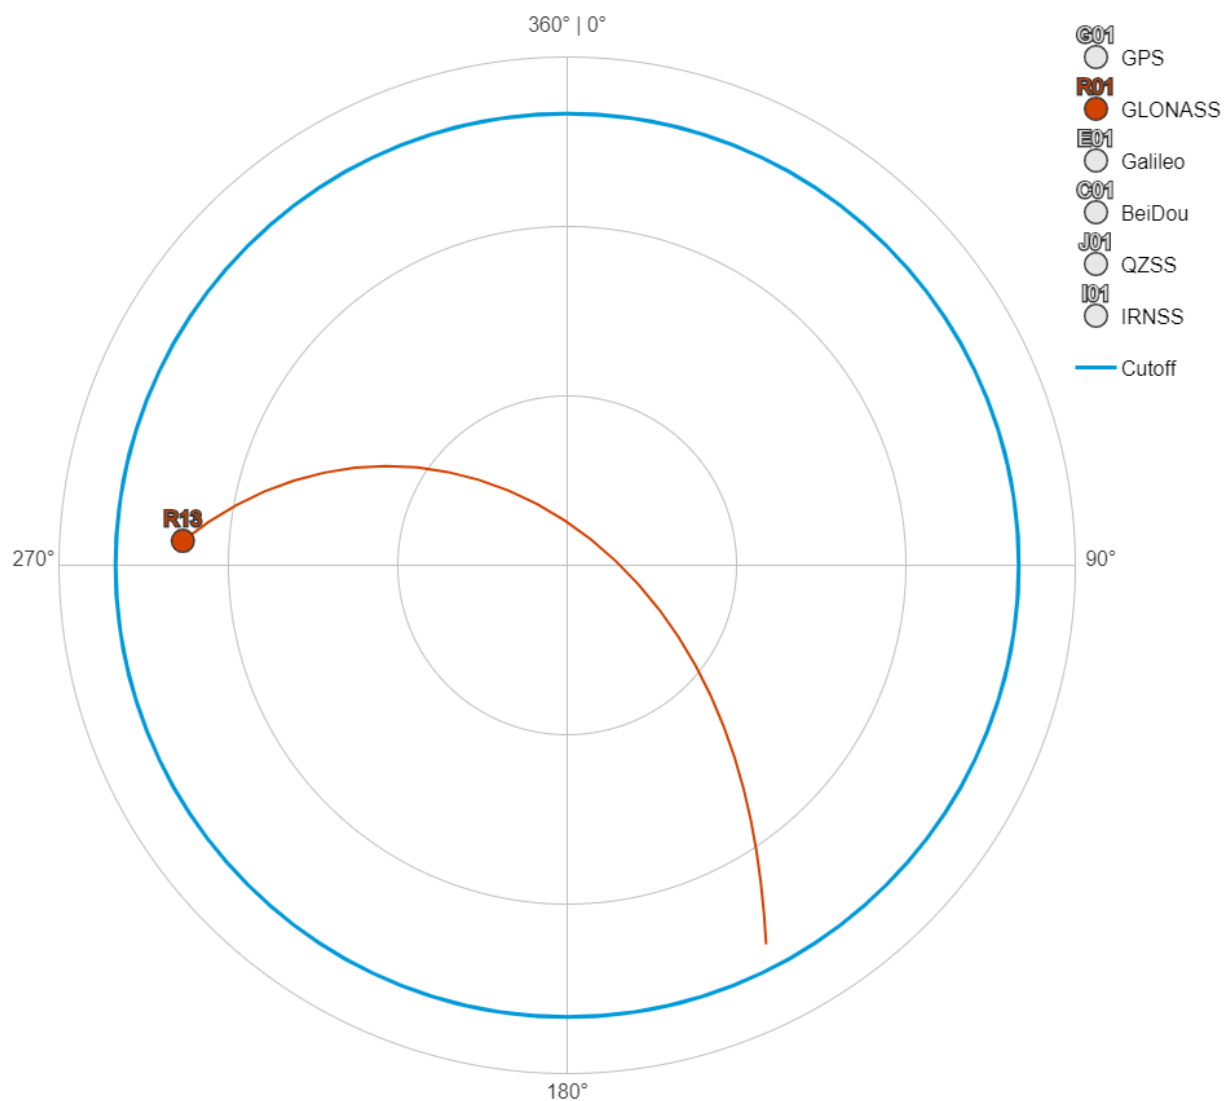 360° | 0°
G01
GPS
R01
GLONASS
E01
Galileo
C01
BeiDou
J01
QZSS
I01
IRNSS
Cutoff
R13
270°
90°
180°